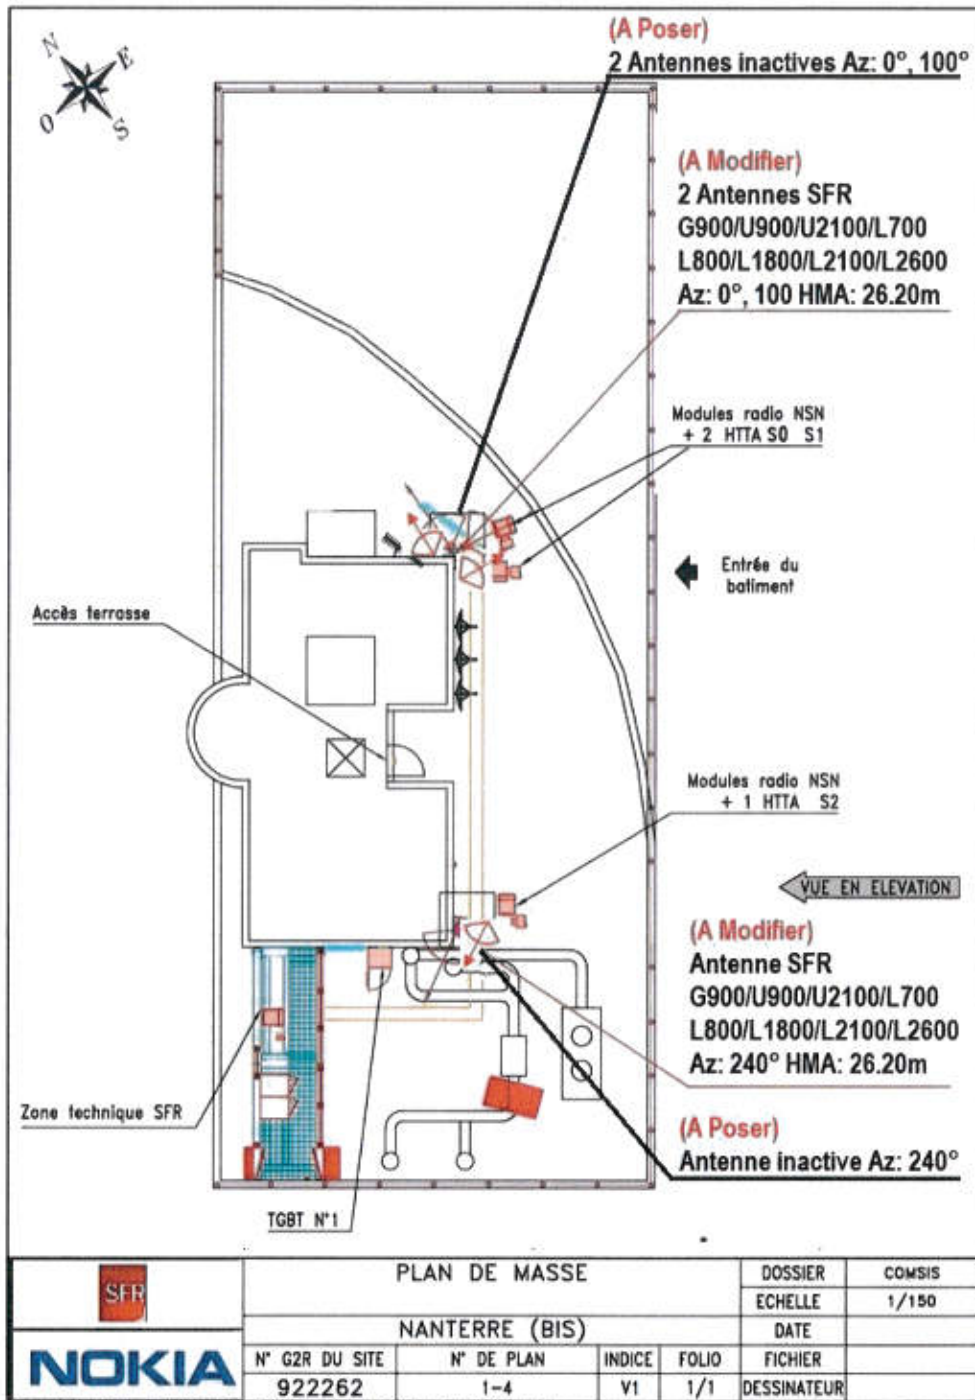 (A Poser)
2 Antennes inactives Az: 0°, 100°
N
E
O
S
(A Modifier)
2 Antennes SFR
G900/U900/U2100/L700
L800/L1800/L2100/L2600
Az: 0°, 100 HMA: 26.20m
Modules radio NSN
+ 2 HTTA S0 S1
Entrée du
batiment
Accès terrasse
Modules radio NSN
+ 1 HTTA S2
VUE EN ELEVATION
(A Modifier)
Antenne SFR
G900/U900/U2100/L700
L800/L1800/L2100/L2600
Az: 240° HMA: 26.20m
Zone technique SFR
(A Poser)
Antenne inactive Az: 240°
TGBT N°1
SFR
NOKIA
PLAN DE MASSE
NANTERRE (BIS)
DOSSIER COMSIS
ECHELLE 1/150
DATE
N° G2R DU SITE N° DE PLAN INDICE FOLIO FICHIER
922262 1-4 V1 1/1 DESSINATEUR